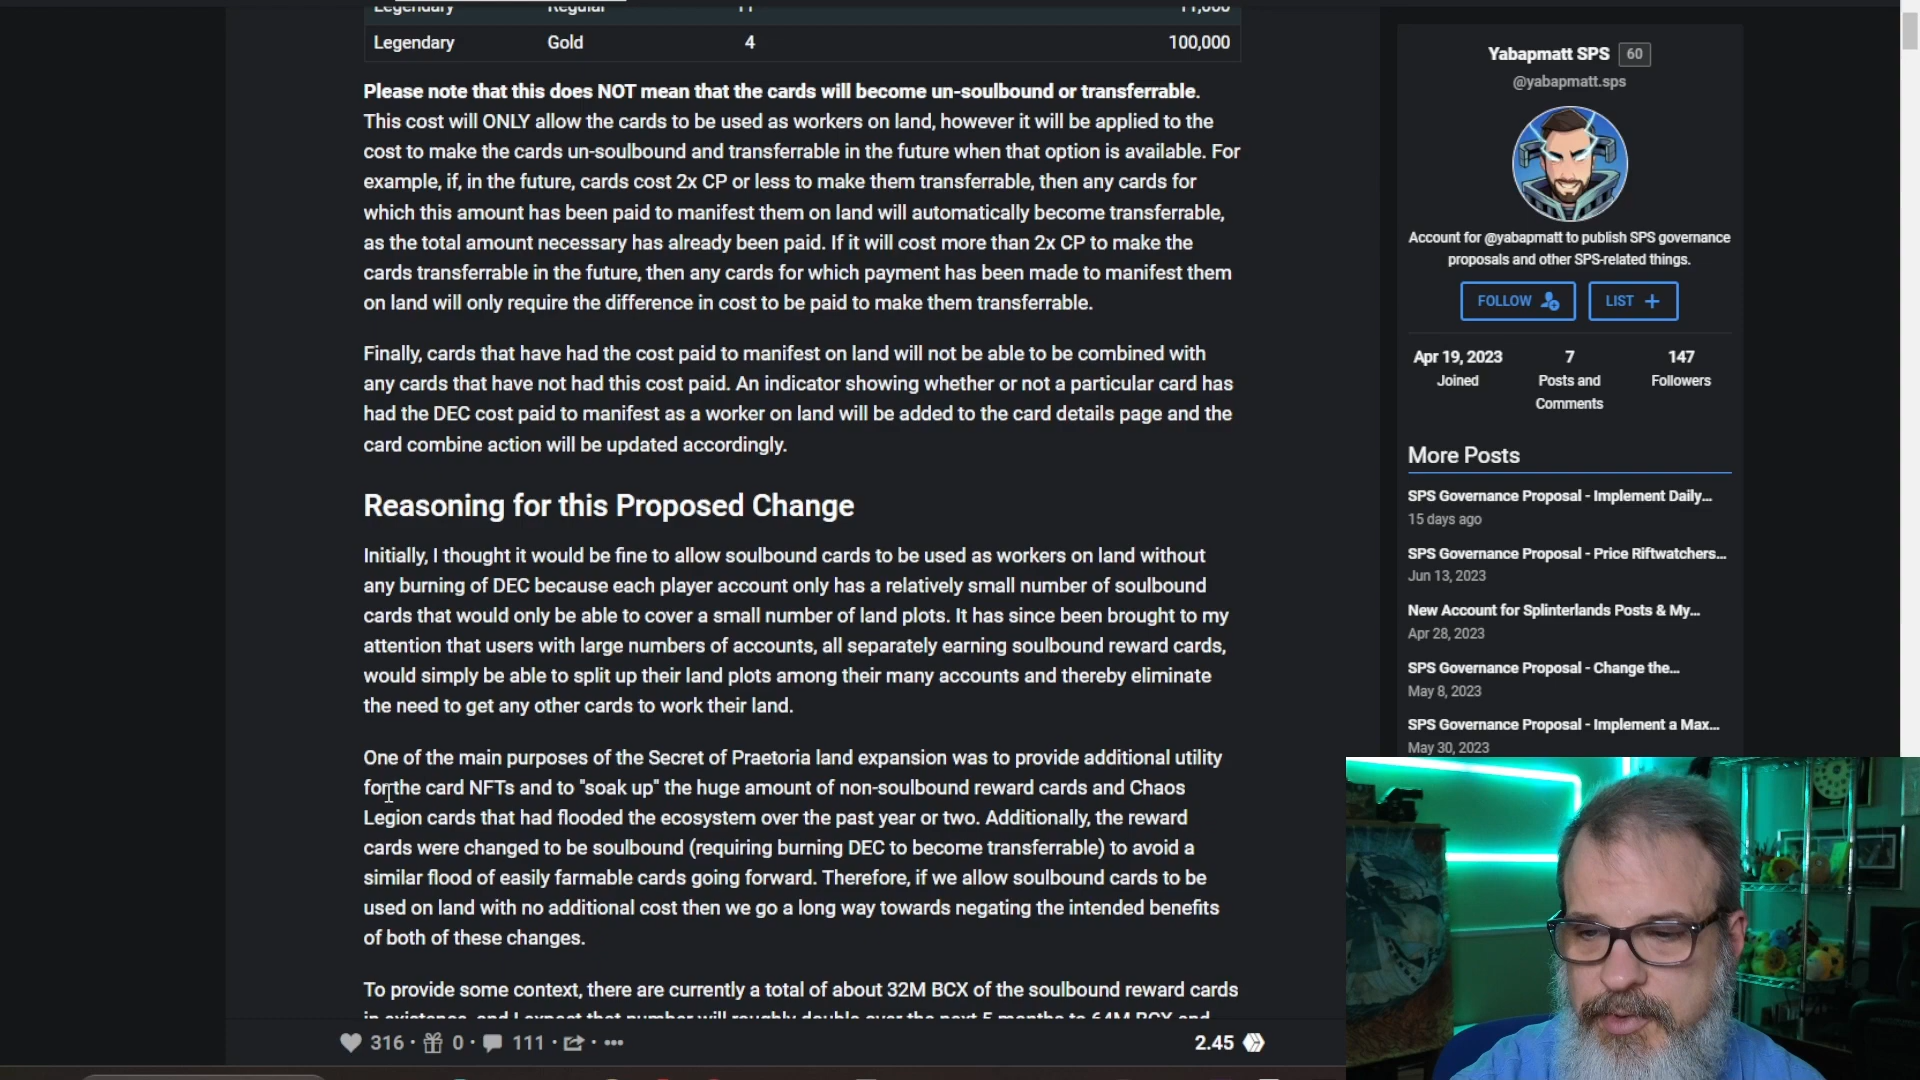 Legendary Regular 11 11,000
Legendary Gold 4 100,000
Please note that this does NOT mean that the cards will become un-soulbound or transferrable.
This cost will ONLY allow the cards to be used as workers on land, however it will be applied to the
cost to make the cards un-soulbound and transferrable in the future when that option is available. For
example, if, in the future, cards cost 2x CP or less to make them transferrable, then any cards for
which this amount has been paid to manifest them on land will automatically become transferrable,
as the total amount necessary has already been paid. If it will cost more than 2x CP to make the
cards transferrable in the future, then any cards for which payment has been made to manifest them
on land will only require the difference in cost to be paid to make them transferrable.
Finally, cards that have had the cost paid to manifest on land will not be able to be combined with
any cards that have not had this cost paid. An indicator showing whether or not a particular card has
had the DEC cost paid to manifest as a worker on land will be added to the card details page and the
card combine action will be updated accordingly.
Reasoning for this Proposed Change
Initially, I thought it would be fine to allow soulbound cards to be used as workers on land without
any burning of DEC because each player account only has a relatively small number of soulbound
cards that would only be able to cover a small number of land plots. It has since been brought to my
attention that users with large numbers of accounts, all separately earning soulbound reward cards,
would simply be able to split up their land plots among their many accounts and thereby eliminate
the need to get any other cards to work their land.
One of the main purposes of the Secret of Praetoria land expansion was to provide additional utility
for the card NFTs and to "soak up" the huge amount of non-soulbound reward cards and Chaos
Legion cards that had flooded the ecosystem over the past year or two. Additionally, the reward
cards were changed to be soulbound (requiring burning DEC to become transferrable) to avoid a
similar flood of easily farmable cards going forward. Therefore, if we allow soulbound cards to be
used on land with no additional cost then we go a long way towards negating the intended benefits
of both of these changes.
To provide some context, there are currently a total of about 32M BCX of the soulbound reward cards
in existence, and I expect that number will roughly double over the next 5 months to 64M BCX and
316 · 0 · 111 · · •••
2.45
Yabapmatt SPS 60
@yabapmatt.sps
Account for @yabapmatt to publish SPS governance
proposals and other SPS-related things.
FOLLOW LIST
Apr 19, 2023 7 147
Joined Posts and Followers
Comments
More Posts
SPS Governance Proposal - Implement Daily...
15 days ago
SPS Governance Proposal - Price Riftwatchers...
Jun 13, 2023
New Account for Splinterlands Posts & My...
Apr 28, 2023
SPS Governance Proposal - Change the...
May 8, 2023
SPS Governance Proposal - Implement a Max...
May 30, 2023